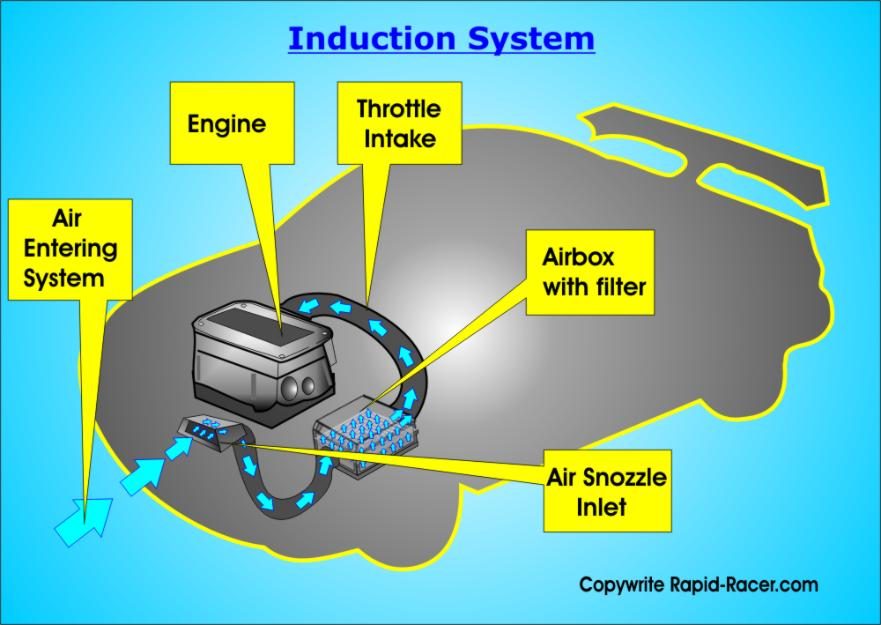 Induction System
Engine
Throttle
Intake
Air
Entering
System
Airbox
with filter
Air Snozzle
Inlet
Copywrite Rapid-Racer.com